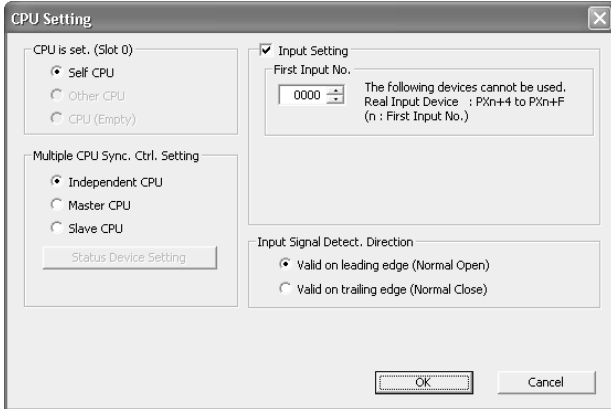 CPU Setting
CPU is set. (Slot 0)
Self CPU
Other CPU
CPU (Empty)
Multiple CPU Sync. Ctrl. Setting
Independent CPU
Master CPU
Slave CPU
Status Device Setting
Input Setting
First Input No.
0000
The following devices cannot be used.
Real Input Device : PXn+4 to PXn+F
(n : First Input No.)
Input Signal Detect. Direction
Valid on leading edge (Normal Open)
Valid on trailing edge (Normal Close)
OK
Cancel